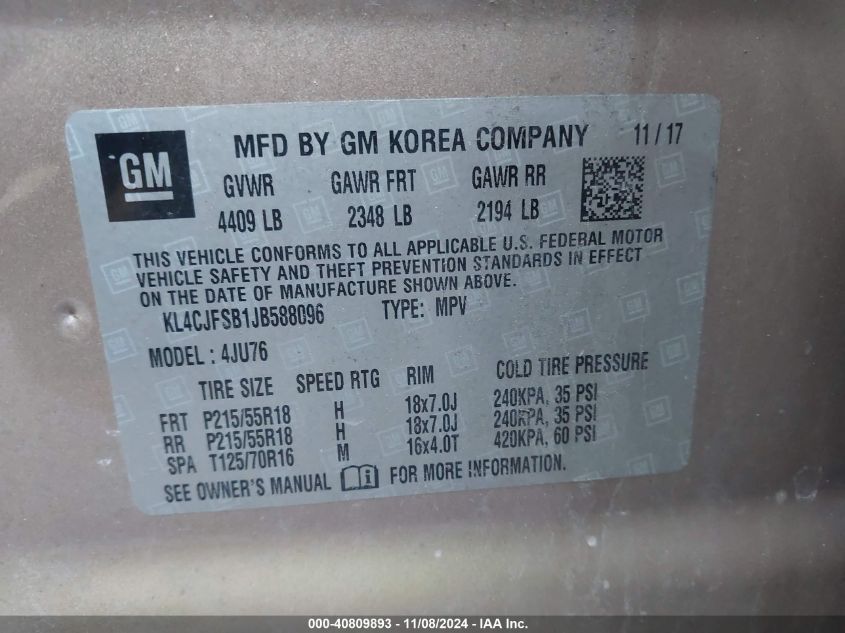 GM
MFD BY GM KOREA COMPANY 11/17
GVWR GAWR FRT GAWR RR
4409 LB 2348 LB 2194 LB
THIS VEHICLE CONFORMS TO ALL APPLICABLE U.S. FEDERAL MOTOR
VEHICLE SAFETY AND THEFT PREVENTION STANDARDS IN EFFECT
ON THE DATE OF MANUFACTURE SHOWN ABOVE.
KL4CJFSB1JB588096 TYPE: MPV
MODEL : 4JU76
TIRE SIZE SPEED RTG RIM COLD TIRE PRESSURE
FRT P215/55R18 H 18x7.0J 240KPA, 35 PSI
RR P215/55R18 H 18x7.0J 240KPA, 35 PSI
SPA T125/70R16 M 16x4.0T 420KPA, 60 PSI
SEE OWNER'S MANUAL i FOR MORE INFORMATION.
000-40809893 - 11/08/2024 - IAA Inc.